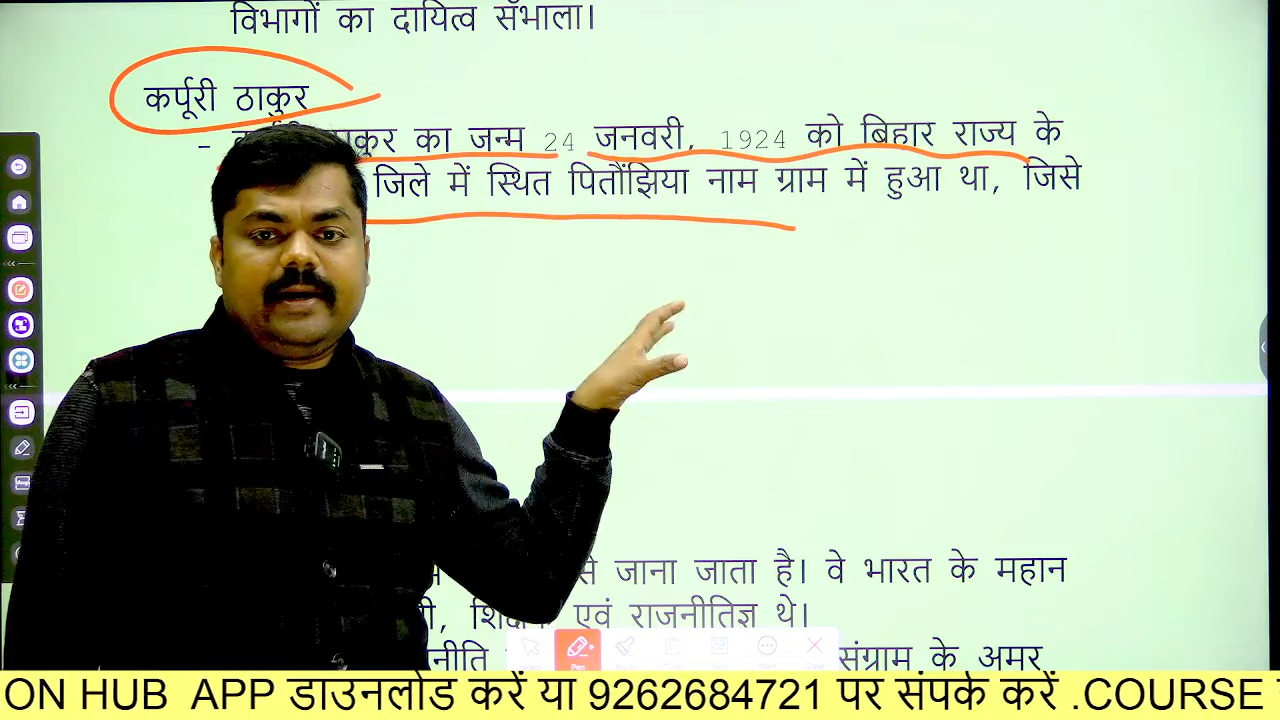 विभागों का दायित्व सँभाला।
कर्पूरी ठाकुर
- ठाकुर का जन्म 24 जनवरी, 1924 को बिहार राज्य के
जिले में स्थित पितौंझिया नाम ग्राम में हुआ था, जिसे
से जाना जाता है। वे भारत के महान
एवं राजनीतिज्ञ थे।
संग्राम के अमर
ON HUB APP डाउनलोड करें या 9262684721 पर संपर्क करें .COURSE